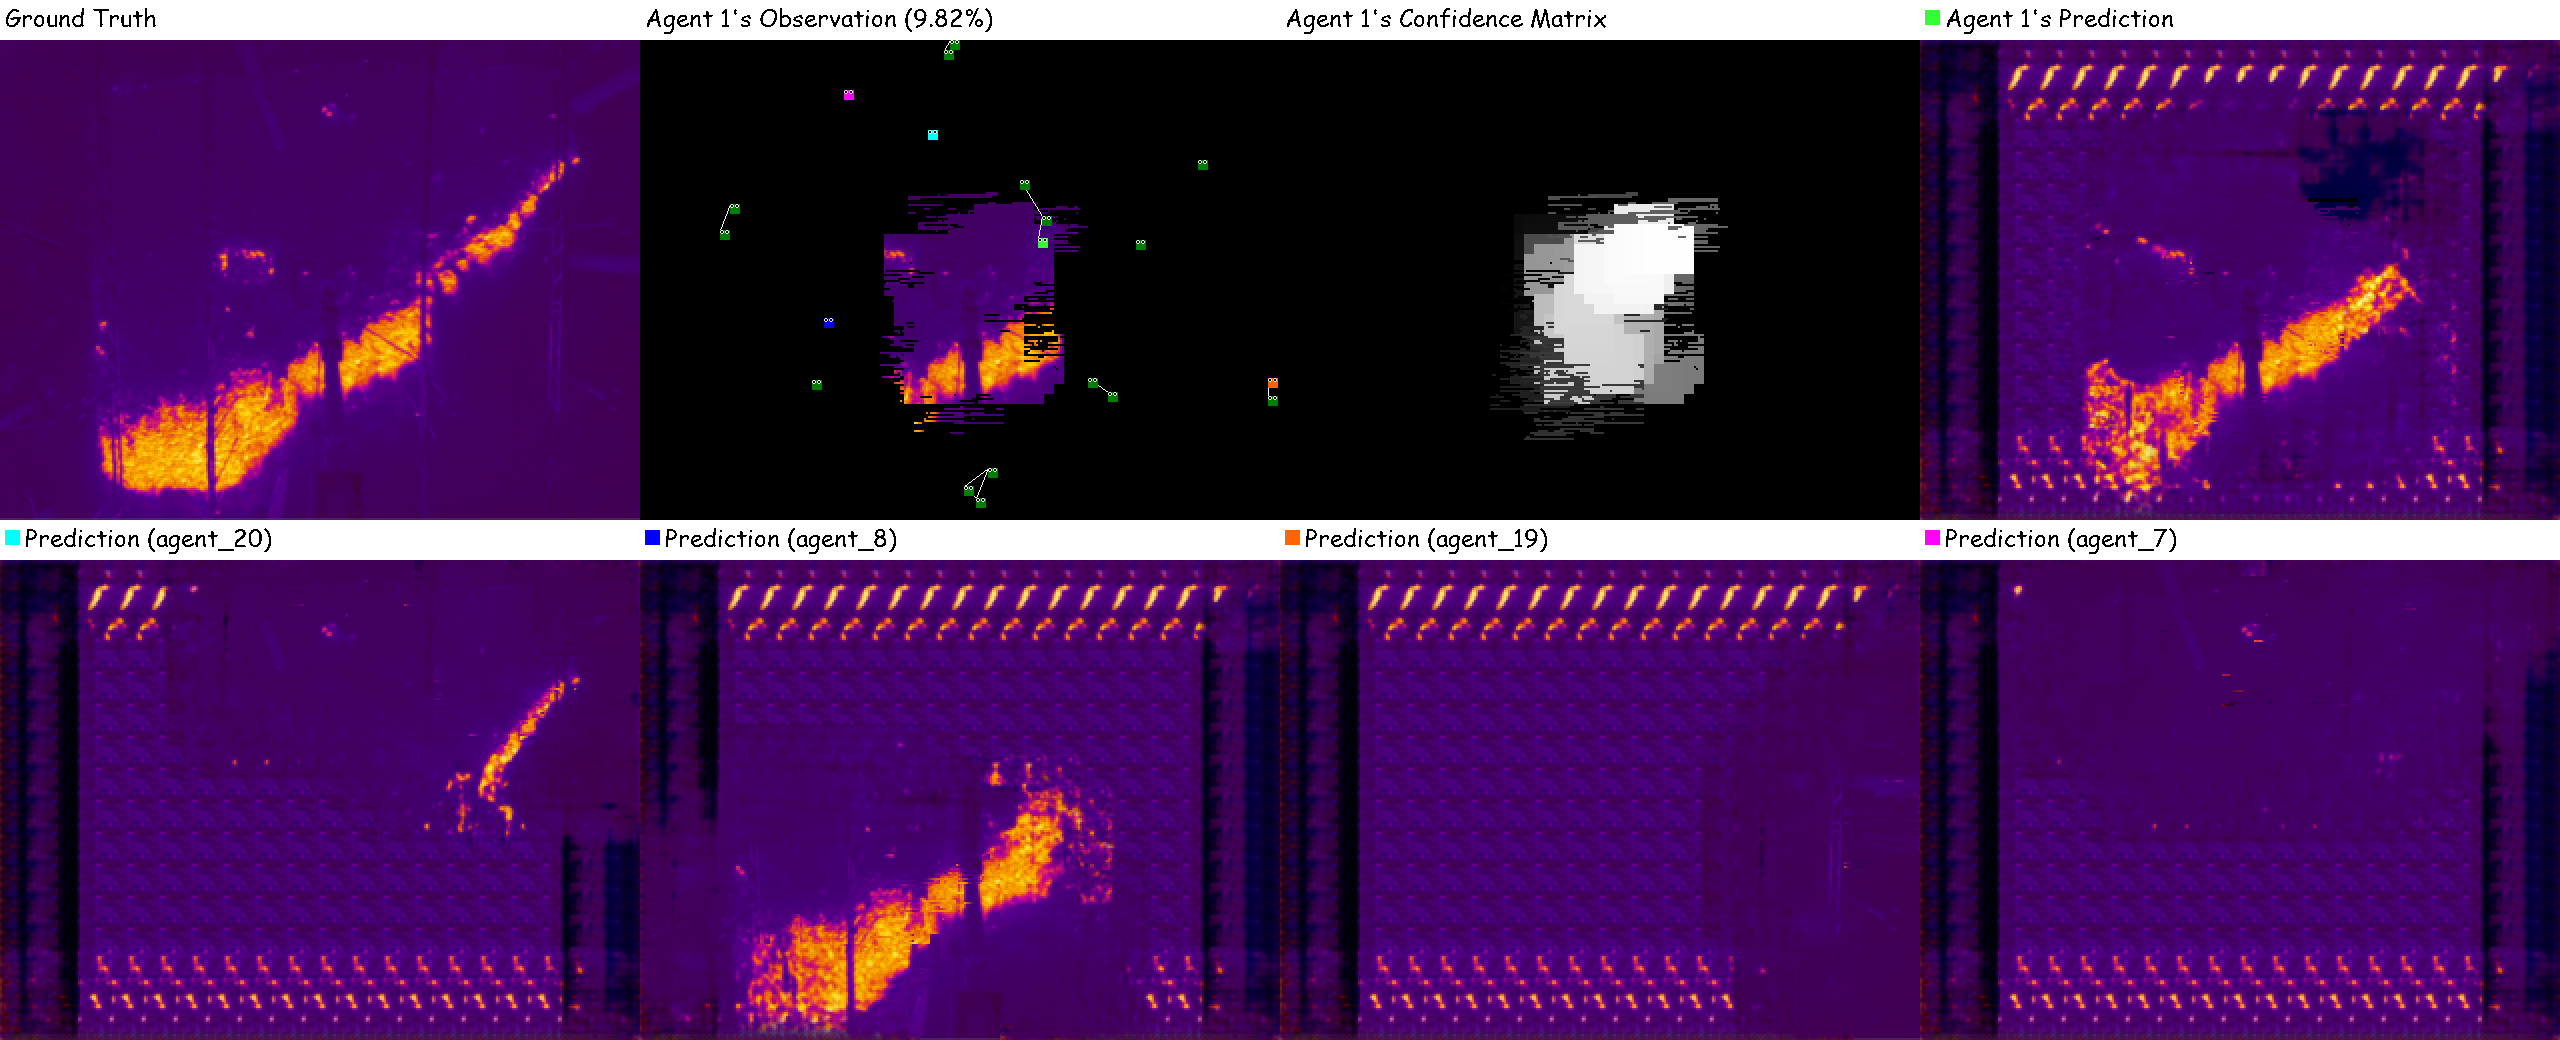 Ground Truth
Agent 1's Observation (9.82%)
Agent 1's Confidence Matrix
Agent 1's Prediction
Prediction (agent_20)
Prediction (agent_8)
Prediction (agent_19)
Prediction (agent_7)